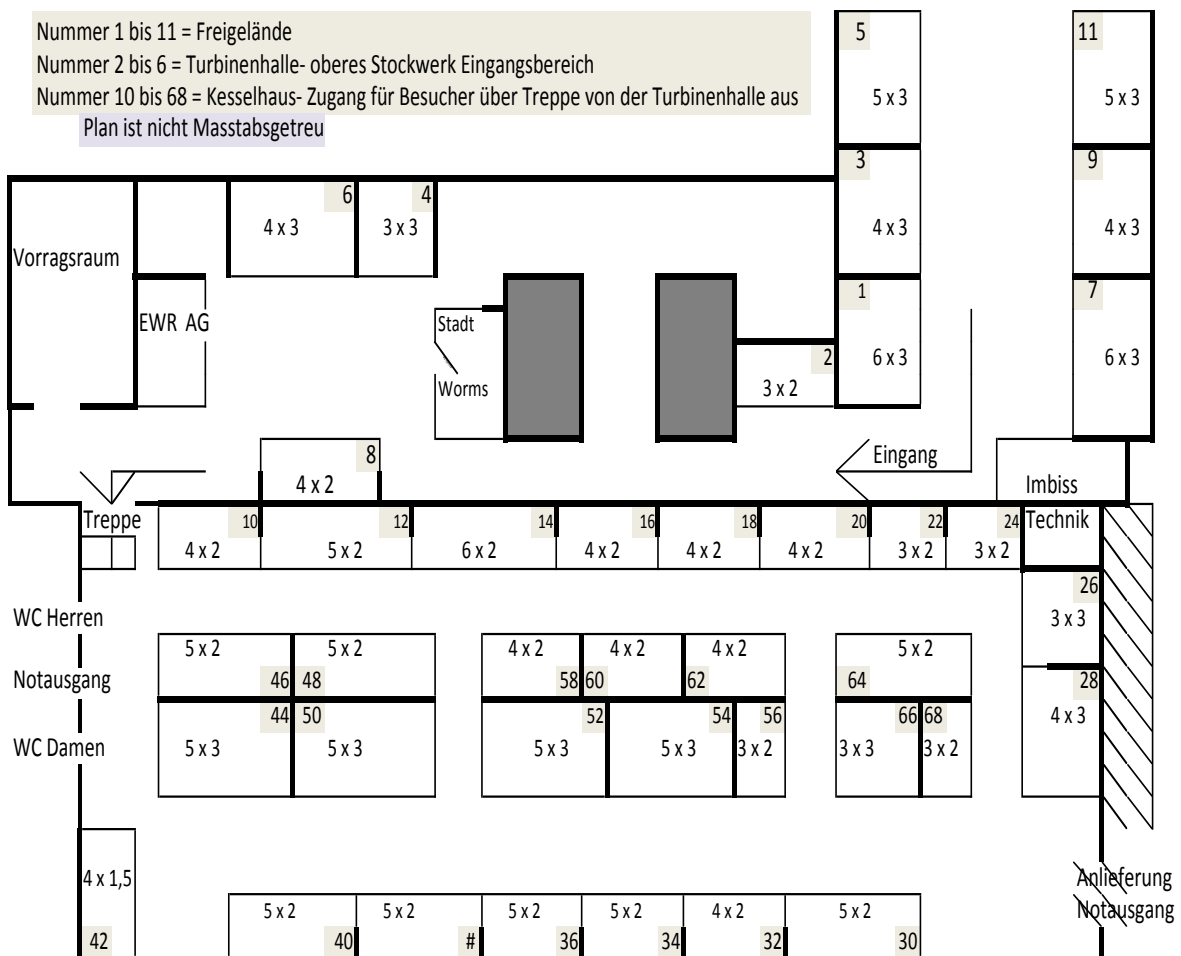 Nummer 1 bis 11 = Freigelände
Nummer 2 bis 6 = Turbinenhalle- oberes Stockwerk Eingangsbereich
Nummer 10 bis 68 = Kesselhaus- Zugang für Besucher über Treppe von der Turbinenhalle aus
Plan ist nicht Masstabsgetreu
5
11
5 x 3
5 x 3
3
9
6
4
4 x 3
3 x 3
4 x 3
4 x 3
Vorragsraum
1
7
EWR AG
Stadt
2
6 x 3
6 x 3
Worms
3 x 2
8
Eingang
4 x 2
Imbiss
Treppe
10
12
14
16
18
20
22
24
Technik
4 x 2
5 x 2
6 x 2
4 x 2
4 x 2
4 x 2
3 x 2
3 x 2
26
WC Herren
3 x 3
5 x 2
5 x 2
4 x 2
4 x 2
4 x 2
5 x 2
Notausgang
46
48
58
60
62
64
28
44
50
52
54
56
66
68
4 x 3
WC Damen
5 x 3
5 x 3
5 x 3
5 x 3
3 x 2
3 x 3
3 x 2
4 x 1,5
Anlieferung
5 x 2
5 x 2
5 x 2
5 x 2
4 x 2
5 x 2
Notausgang
42
40
#
36
34
32
30